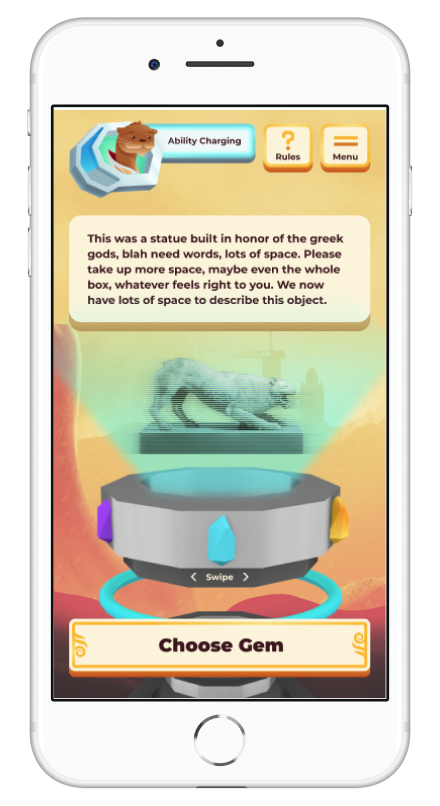 Ability Charging
?
Rules
Menu
This was a statue built in honor of the greek
gods, blah need words, lots of space. Please
take up more space, maybe even the whole
box, whatever feels right to you. We now
have lots of space to describe this object.
< Swipe >
Choose Gem